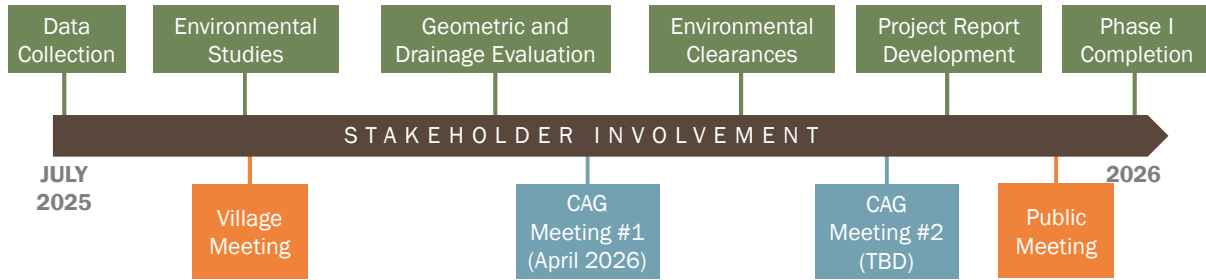 Data
Collection
Environmental
Studies
Geometric and
Drainage Evaluation
Environmental
Clearances
Project Report
Development
Phase I
Completion
STAKEHOLDER INVOLVEMENT
JULY
2025
2026
Village
Meeting
CAG
Meeting #1
(April 2026)
CAG
Meeting #2
(TBD)
Public
Meeting